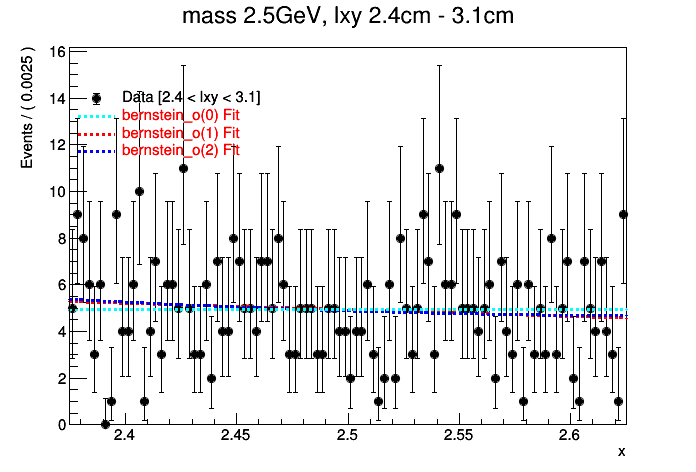 mass 2.5GeV, lxy 2.4cm - 3.1cm
Events / ( 0.0025 )
16
14
12
10
8
6
4
2
0
Data [2.4 < lxy < 3.1]
bernstein_o(0) Fit
bernstein_o(1) Fit
bernstein_o(2) Fit
2.4 2.45 2.5 2.55 2.6
x